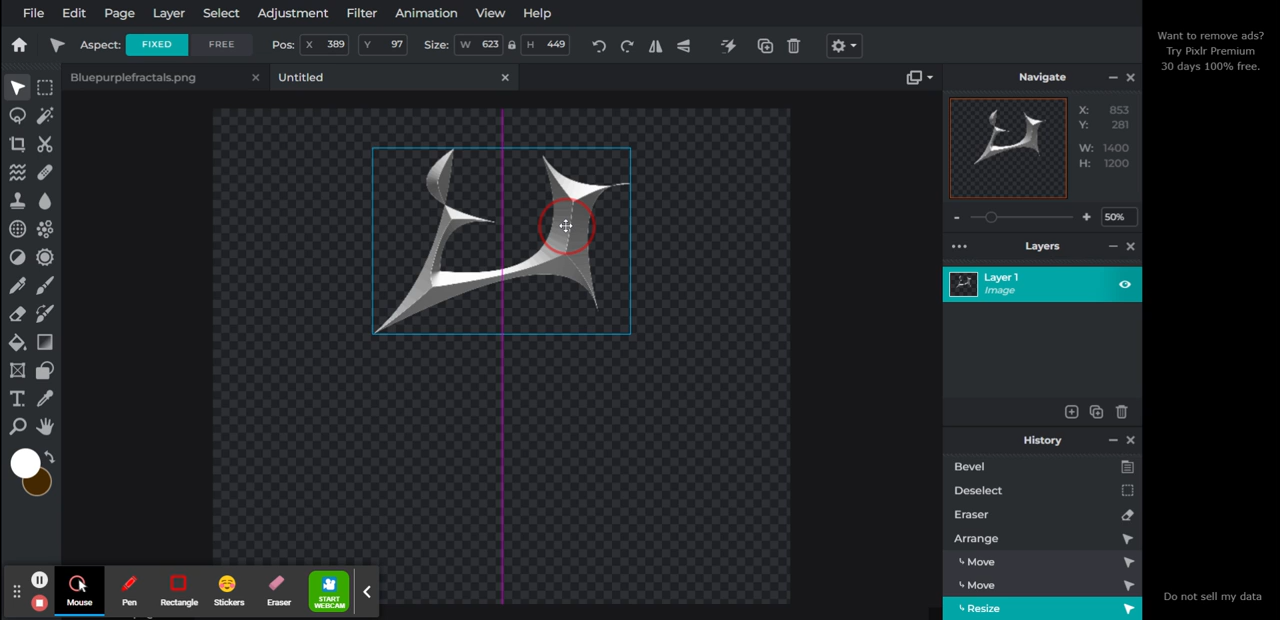 File Edit Page Layer Select Adjustment Filter Animation View Help
Aspect: FIXED FREE Pos: X 389 Y 97 Size: W 623 H 449
Bluepurplefractals.png
Untitled
Navigate
X: 853
Y: 281
W: 1400
H: 1200
50%
Layers
Layer 1
Image
History
Bevel
Deselect
Eraser
Arrange
Move
Move
Resize
Mouse Pen Rectangle Stickers Eraser START WEBCAM
Want to remove ads?
Try Pixlr Premium
30 days 100% free.
Do not sell my data